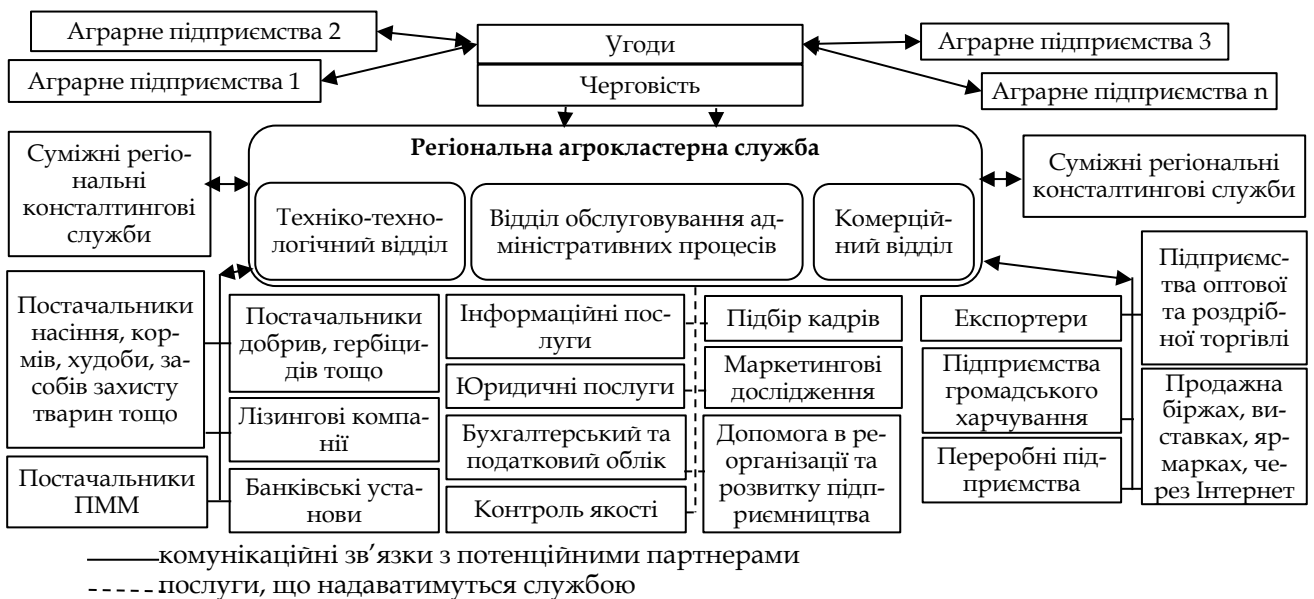 Аграрне підприємства 2
Аграрне підприємства 1
Угоди
Черговість
Аграрне підприємства 3
Аграрне підприємства n
Суміжні регіо-
нальні
консталтингові
служби
Регіональна агрокластерна служба
Техніко-техно-
логічний відділ
Відділ обслуговування ад-
міністративних процесів
Комерцій-
ний відділ
Суміжні регіональні
консталтингові служби
Постачальники
насіння, кор-
мів, худоби, за-
собів захисту
тварин тощо
Постачальники
ПММ
Постачальники
добрив, гербіци-
дів тощо
Лізингові компа-
нії
Банківські уста-
нови
Інформаційні пос-
луги
Юридичні послуги
Бухгалтерський та
податковий облік
Контроль якості
Підбір кадрів
Маркетингові
дослідження
Допомога в ре-
організації та
розвитку підп-
риємництва
Експортери
Підприємства
громадського
харчування
Переробні під-
приємства
Підприємс-
тва оптової
та роздріб-
ної торгівлі
Продажна
біржах, ви-
ставках, яр-
марках, че-
рез Інтернет
комунікаційні зв’язки з потенційними партнерами
послуги, що надаватимуться службою